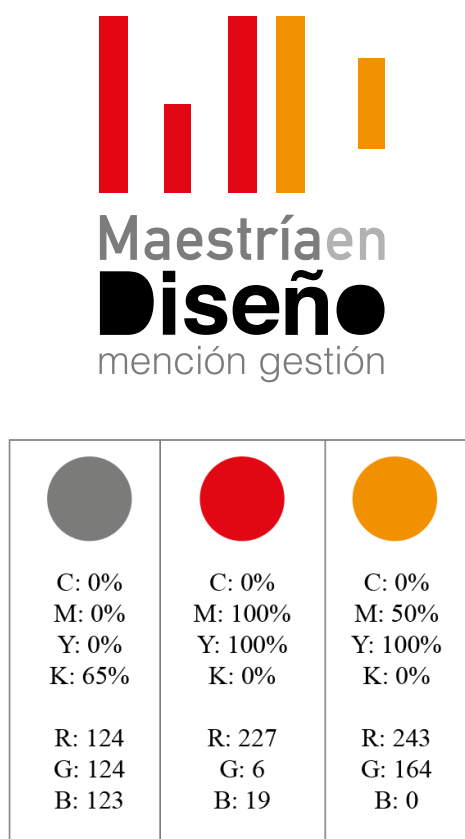 Maestríaen
Diseño
mención gestión
C: 0%
M: 0%
Y: 0%
K: 65%
R: 124
G: 124
B: 123
C: 0%
M: 100%
Y: 100%
K: 0%
R: 227
G: 6
B: 19
C: 0%
M: 50%
Y: 100%
K: 0%
R: 243
G: 164
B: 0